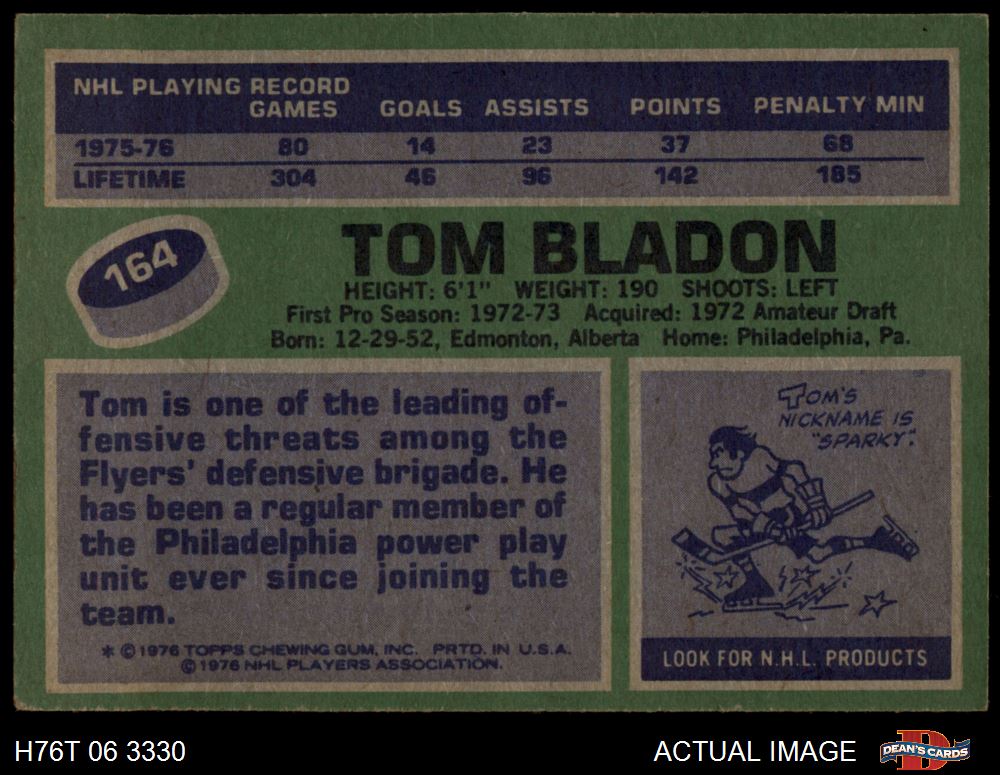 NHL PLAYING RECORD
GAMES GOALS ASSISTS POINTS PENALTY MIN
1975-76 80 14 23 37 68
LIFETIME 304 46 96 142 185
164
TOM BLADON
HEIGHT: 6'1" WEIGHT: 190 SHOOTS: LEFT
First Pro Season: 1972-73 Acquired: 1972 Amateur Draft
Born: 12-29-52, Edmonton, Alberta Home: Philadelphia, Pa.
Tom is one of the leading of-
fensive threats among the
Flyers' defensive brigade. He
has been a regular member of
the Philadelphia power play
unit ever since joining the
team.
* © 1976 TOPPS CHEWING GUM, INC. PRTD. IN U.S.A.
© 1976 NHL PLAYERS ASSOCIATION.
TOM'S
NICKNAME IS
"SPARKY".
LOOK FOR N.H.L. PRODUCTS
H76T 06 3330
ACTUAL IMAGE
DEAN'S CARDS